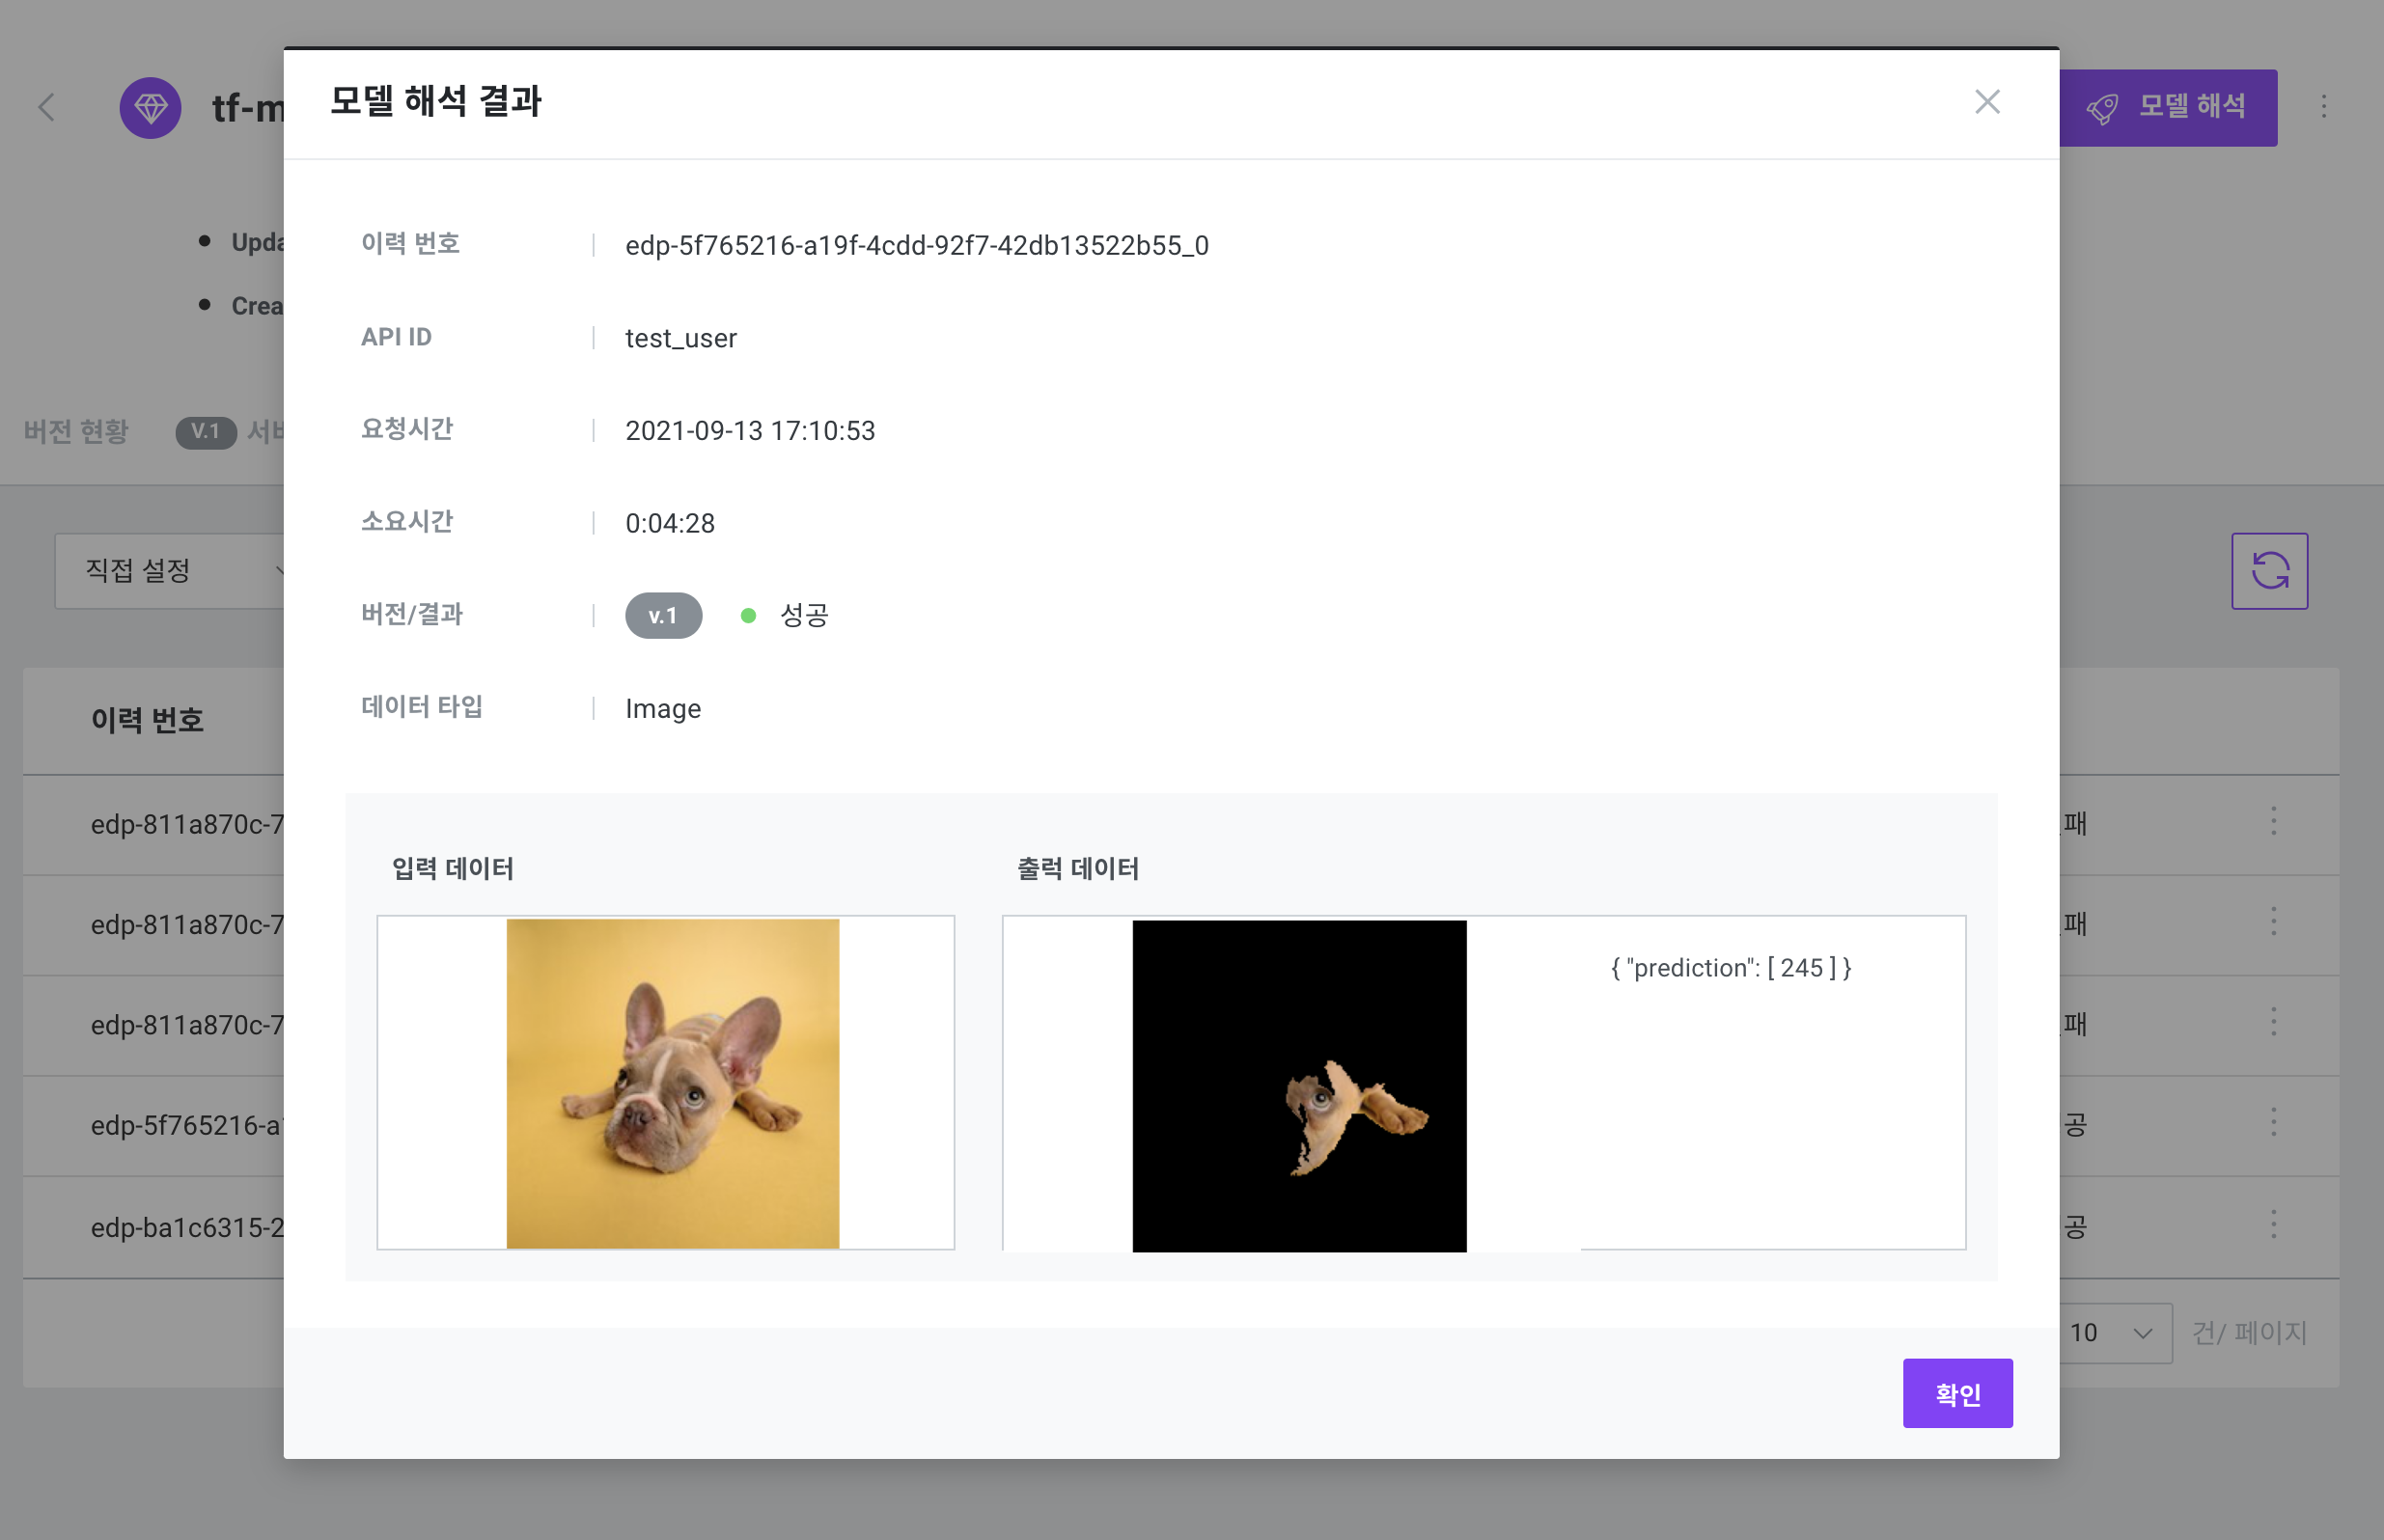 tf-m
모델 해석 결과
모델 해석
Upda
Crea
이력 번호
edp-5f765216-a19f-4cdd-92f7-42db13522b55_0
API ID
test_user
요청시간
2021-09-13 17:10:53
버전 현황
V.1
서비
소요시간
0:04:28
직접 설정
버전/결과
v.1
성공
데이터 타입
Image
이력 번호
edp-811a870c-7
패
edp-811a870c-7
패
edp-811a870c-7
패
edp-5f765216-a
공
edp-ba1c6315-2
공
입력 데이터
출력 데이터
{ "prediction": [ 245 ] }
10
건/ 페이지
확인